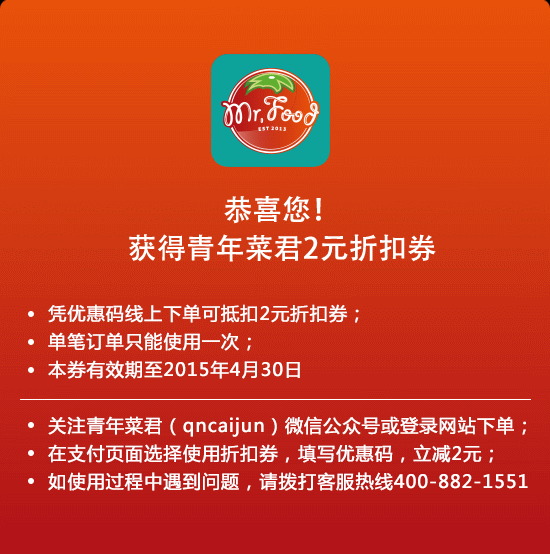 Mr. Food
EST 2013
恭喜您!
获得青年菜君2元折扣券
• 凭优惠码线上下单可抵扣2元折扣券；
• 单笔订单只能使用一次；
• 本券有效期至2015年4月30日
• 关注青年菜君（qncaijun）微信公众号或登录网站下单；
• 在支付页面选择使用折扣券，填写优惠码，立减2元；
• 如使用过程中遇到问题，请拨打客服热线400-882-1551